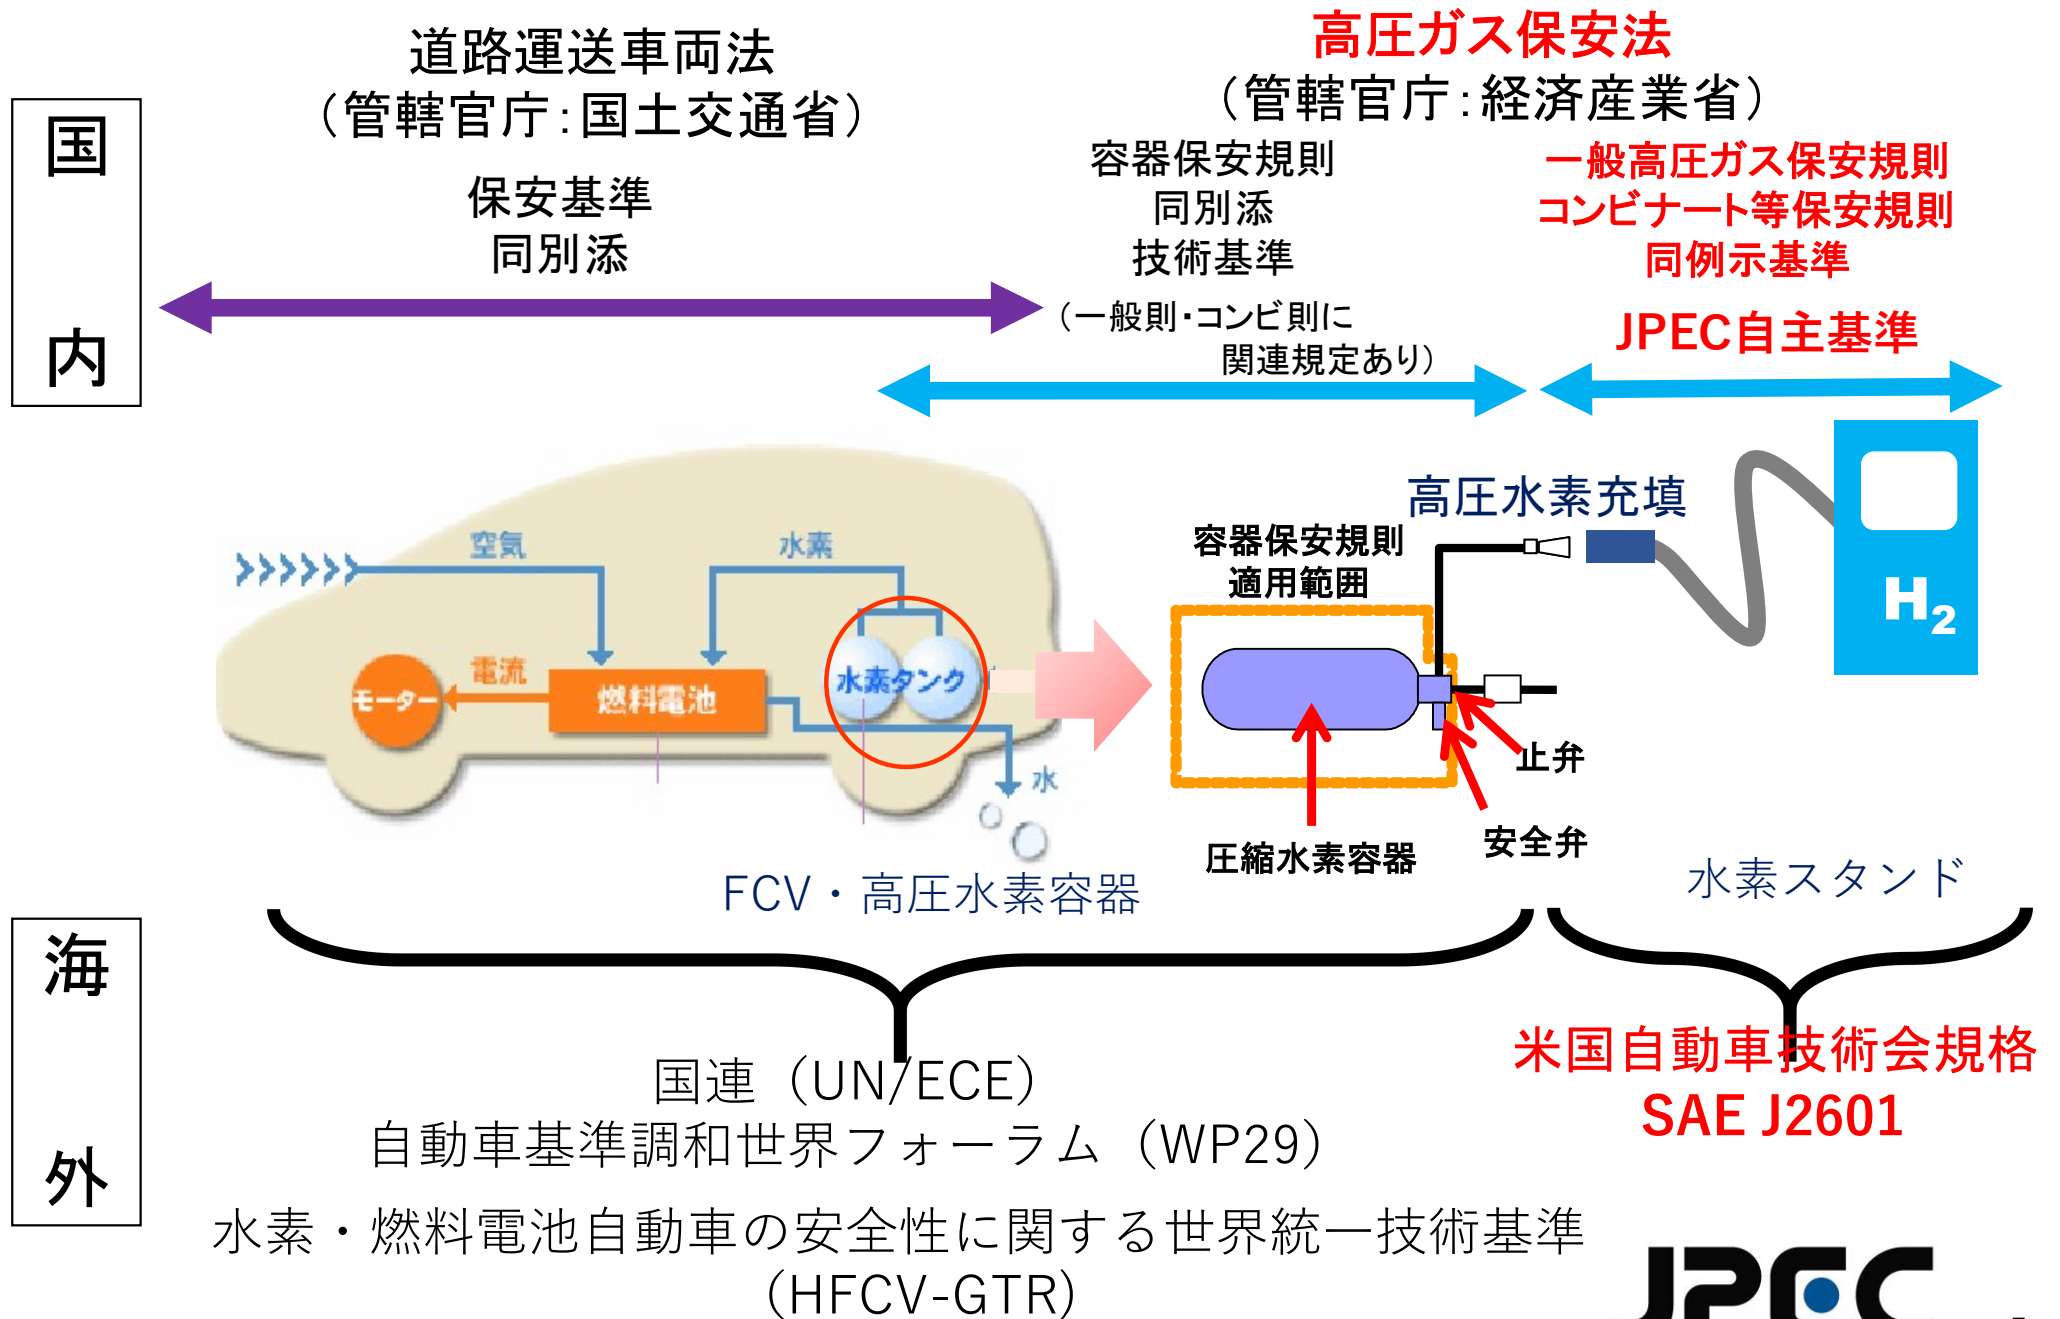 国内
道路運送車両法
（管轄官庁：国土交通省）
保安基準
同別添
高圧ガス保安法
（管轄官庁：経済産業省）
容器保安規則
同別添
技術基準
（一般則・コンビ則に
関連規定あり）
一般高圧ガス保安規則
コンビナート等保安規則
同例示基準
JPEC自主基準
空気
水素
電流
モーター
燃料電池
水素タンク
水
FCV・高圧水素容器
容器保安規則
適用範囲
高圧水素充填
H2
止弁
安全弁
圧縮水素容器
水素スタンド
海外
国連（UN/ECE）
自動車基準調和世界フォーラム（WP29）
水素・燃料電池自動車の安全性に関する世界統一技術基準
（HFCV-GTR）
米国自動車技術会規格
SAE J2601
JPEC